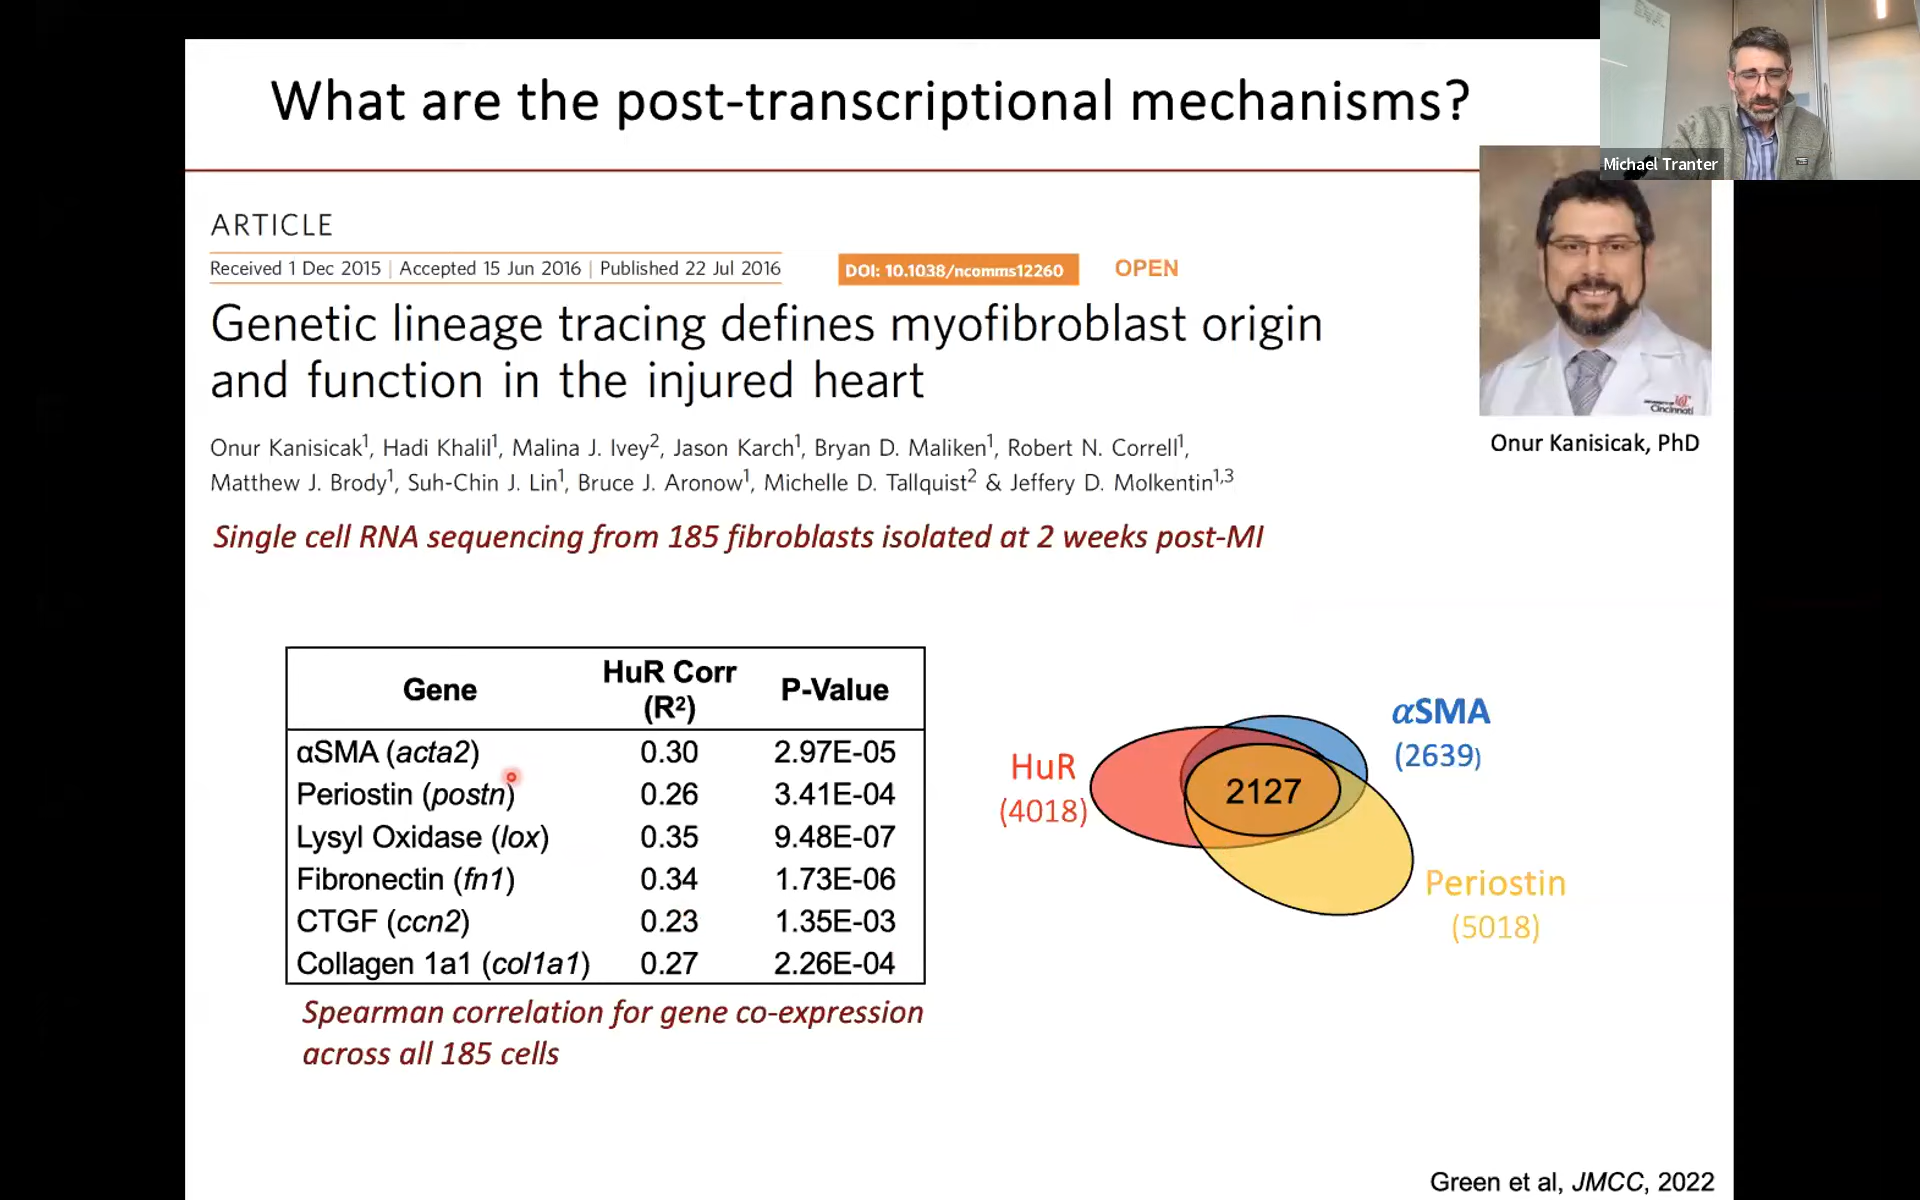 What are the post-transcriptional mechanisms?
Michael Tranter
ARTICLE
Received 1 Dec 2015 | Accepted 15 Jun 2016 | Published 22 Jul 2016
DOI: 10.1038/ncomms12260
OPEN
Genetic lineage tracing defines myofibroblast origin
and function in the injured heart
Onur Kanisicak1, Hadi Khalil1, Malina J. Ivey2, Jason Karch1, Bryan D. Maliken1, Robert N. Correll1,
Matthew J. Brody1, Suh-Chin J. Lin1, Bruce J. Aronow1, Michelle D. Tallquist2 & Jeffery D. Molkentin1,3
Cincinnati
Onur Kanisicak, PhD
Single cell RNA sequencing from 185 fibroblasts isolated at 2 weeks post-MI
Gene HuR Corr (R²) P-Value
αSMA (acta2) 0.30 2.97E-05
Periostin (postn) 0.26 3.41E-04
Lysyl Oxidase (lox) 0.35 9.48E-07
Fibronectin (fn1) 0.34 1.73E-06
CTGF (ccn2) 0.23 1.35E-03
Collagen 1a1 (col1a1) 0.27 2.26E-04
Spearman correlation for gene co-expression
across all 185 cells
αSMA
(2639)
HuR
(4018)
2127
Periostin
(5018)
Green et al, JMCC, 2022